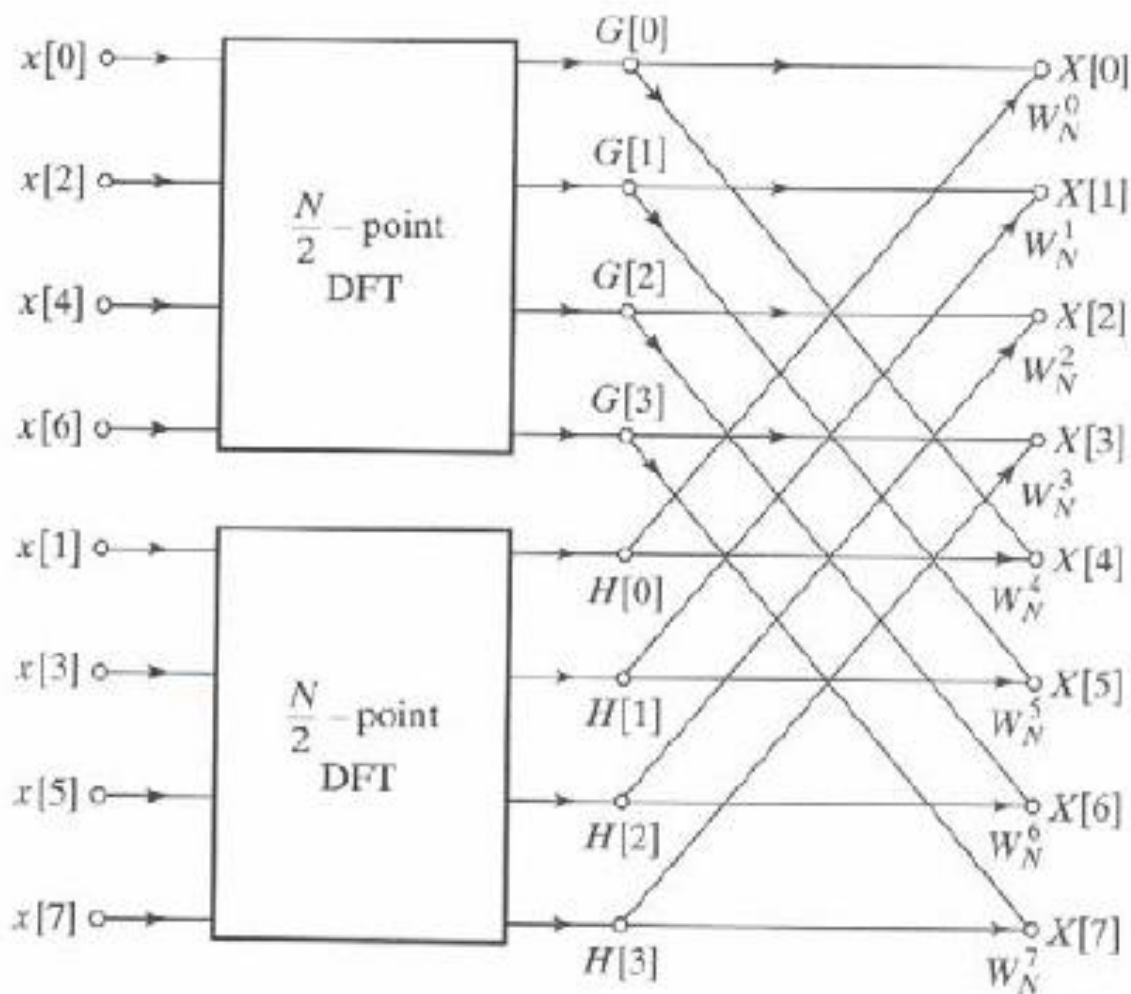 G[0]
x[0] X[0]
W_N^0
G[1]
x[2] X[1]
N/2 – point
DFT
W_N^1
G[2]
x[4] X[2]
W_N^2
G[3]
x[6] X[3]
W_N^3
x[1] X[4]
H[0] W_N^4
x[3] X[5]
N/2 – point
DFT
H[1] W_N^5
x[5] X[6]
H[2] W_N^6
x[7] X[7]
H[3] W_N^7